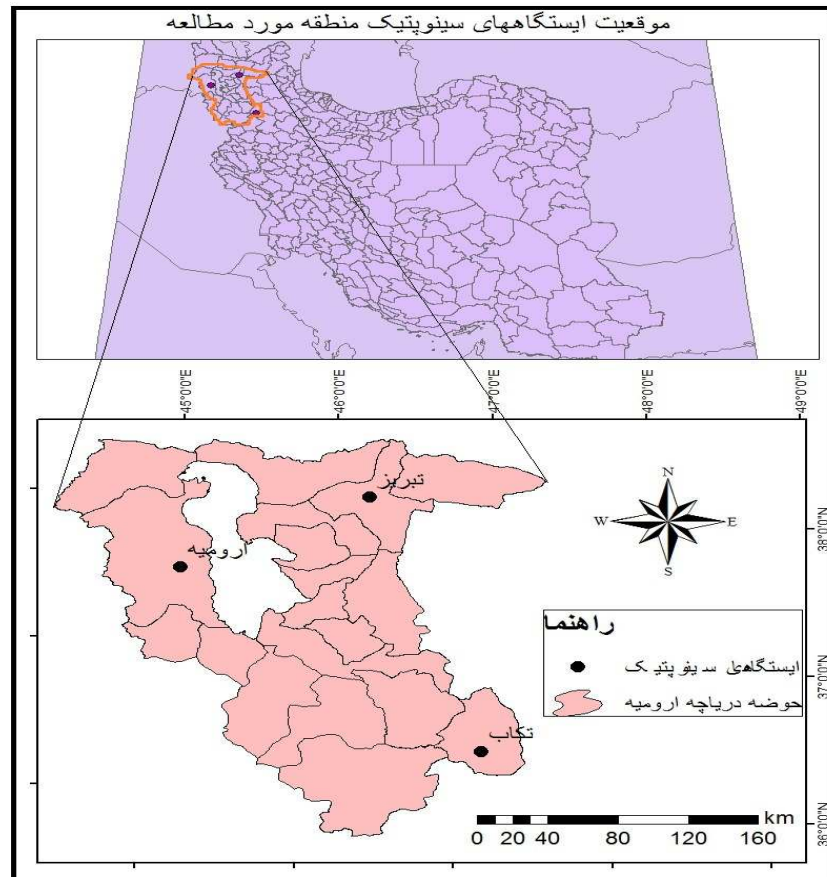 موقعیت ایستگاههای سینوپتیک منطقه مورد مطالعه
45°0'0"E
46°0'0"E
47°0'0"E
48°0'0"E
49°0'0"E
تبریز
ارومیه
تکاب
N
W
E
S
38°0'0"N
37°0'0"N
36°0'0"N
راهنما
ایستگاهای سینوپتیک
حوضه دریاچه ارومیه
km
0 20 40 80 120 160